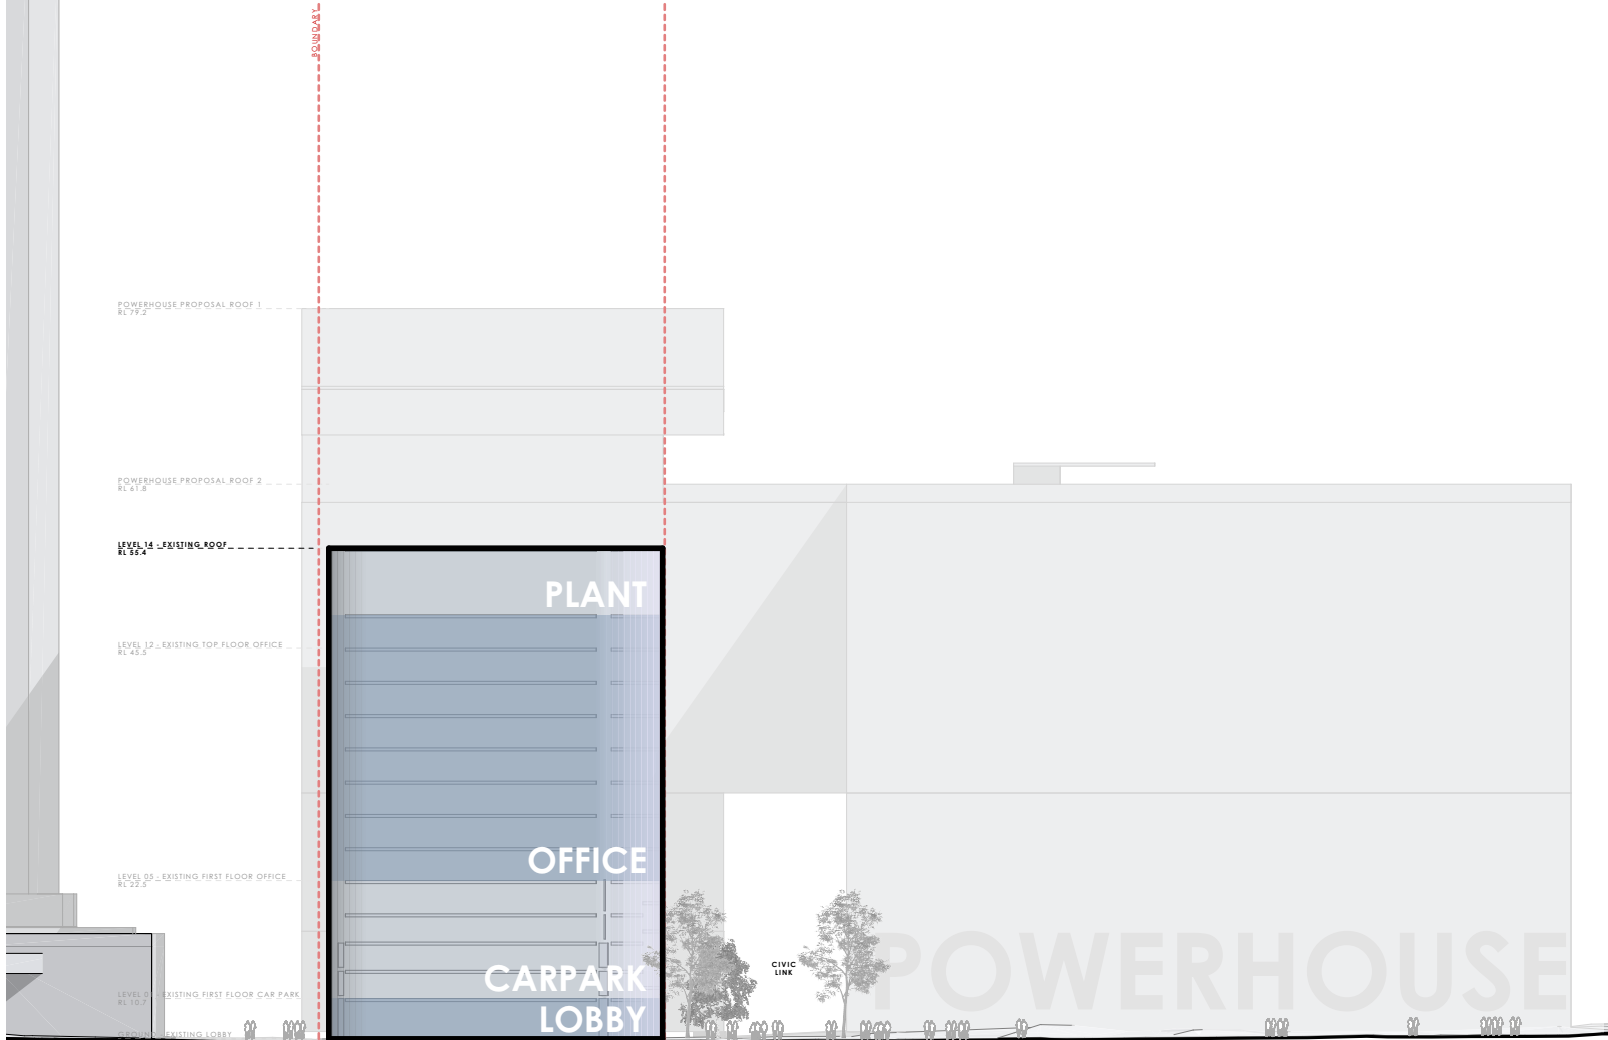 BOUNDARY
POWERHOUSE PROPOSAL ROOF 1
RL 79.2
POWERHOUSE PROPOSAL ROOF 2
RL 61.8
LEVEL 14 - EXISTING ROOF
RL 55.4
PLANT
LEVEL 12 - EXISTING TOP FLOOR OFFICE
RL 45.5
OFFICE
LEVEL 05 - EXISTING FIRST FLOOR OFFICE
RL 22.5
POWERHOUSE
CIVIC
LINK
CARPARK
LEVEL 01 - EXISTING FIRST FLOOR CAR PARK
RL 10.7
LOBBY
GROUND - EXISTING LOBBY